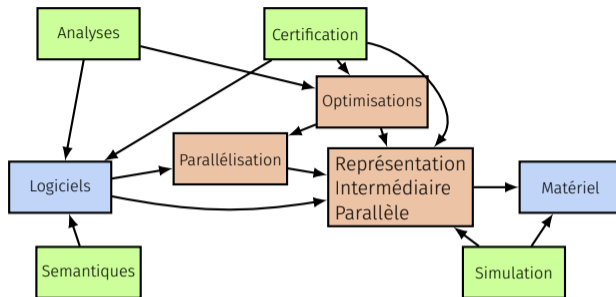 Analyses
Certification
Optimisations
Parallélisation
Représentation
Intermédiaire
Parallèle
Logiciels
Matériel
Semantiques
Simulation